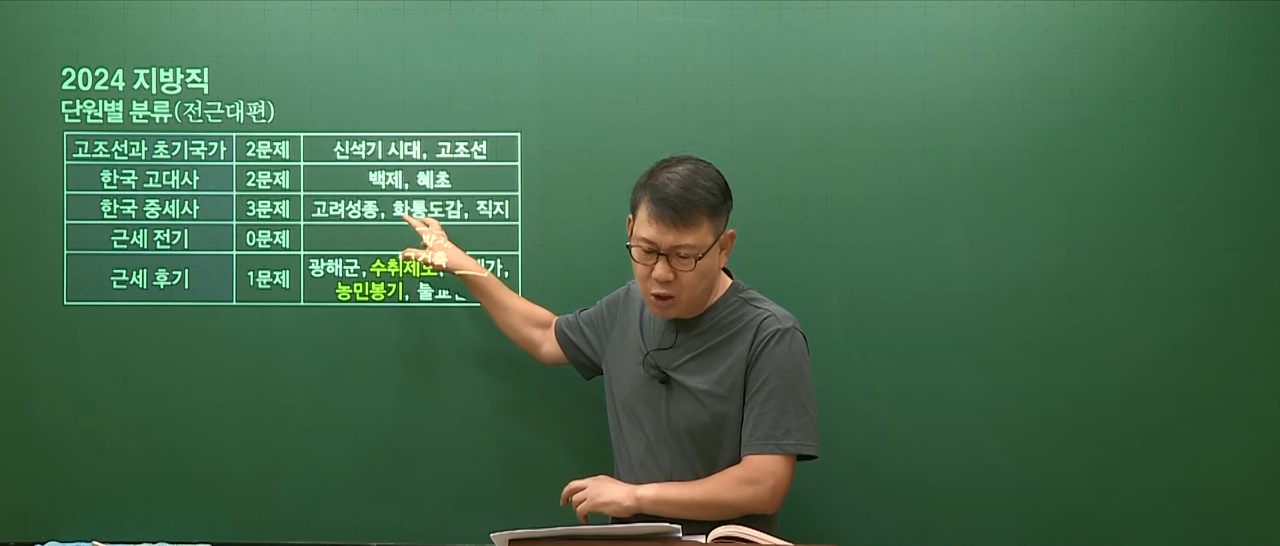 2024 지방직
단원별 분류(전근대편)
고조선과 초기국가 2문제 신석기 시대, 고조선
한국 고대사 2문제 백제, 혜초
한국 중세사 3문제 고려성종, 화통도감, 직지
근세 전기 0문제
근세 후기 1문제 광해군, 수취제도,
농민봉기,